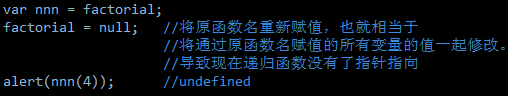 var nnn = factorial;
factorial = null; //将原函数名重新赋值，也就相当于
//将通过原函数名赋值的所有变量的值一起修改。
//导致现在递归函数没有了指针指向
alert(nnn(4)); //undefined